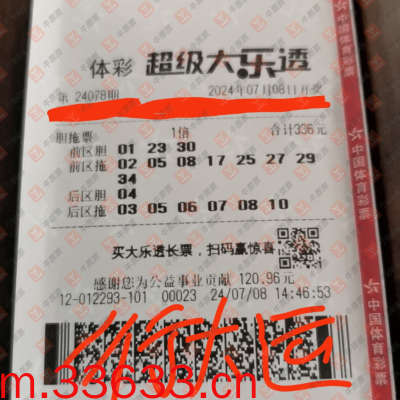 体彩 超级大乐透
第 24078期 2024年07月08日开奖
胆拖票 1倍 合计336元
前区胆 01 23 30
前区拖 02 05 08 17 25 27 29
34
后区胆 04
后区拖 03 05 06 07 08 10
买大乐透长票，扫码赢惊喜
感谢您为公益事业贡献 120.96元
12-012293-101 00023 24/07/08 14:46:53
m.33633.cn
中国体育彩票
中国体育彩票
中国体育彩票